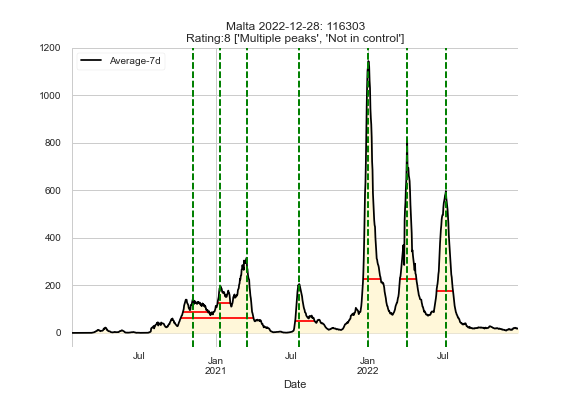 Malta 2022-12-28: 116303
Rating:8 ['Multiple peaks', 'Not in control']
Average-7d
1200
1000
800
600
400
200
0
Jul
Jan
2021
Jul
Jan
2022
Jul
Date